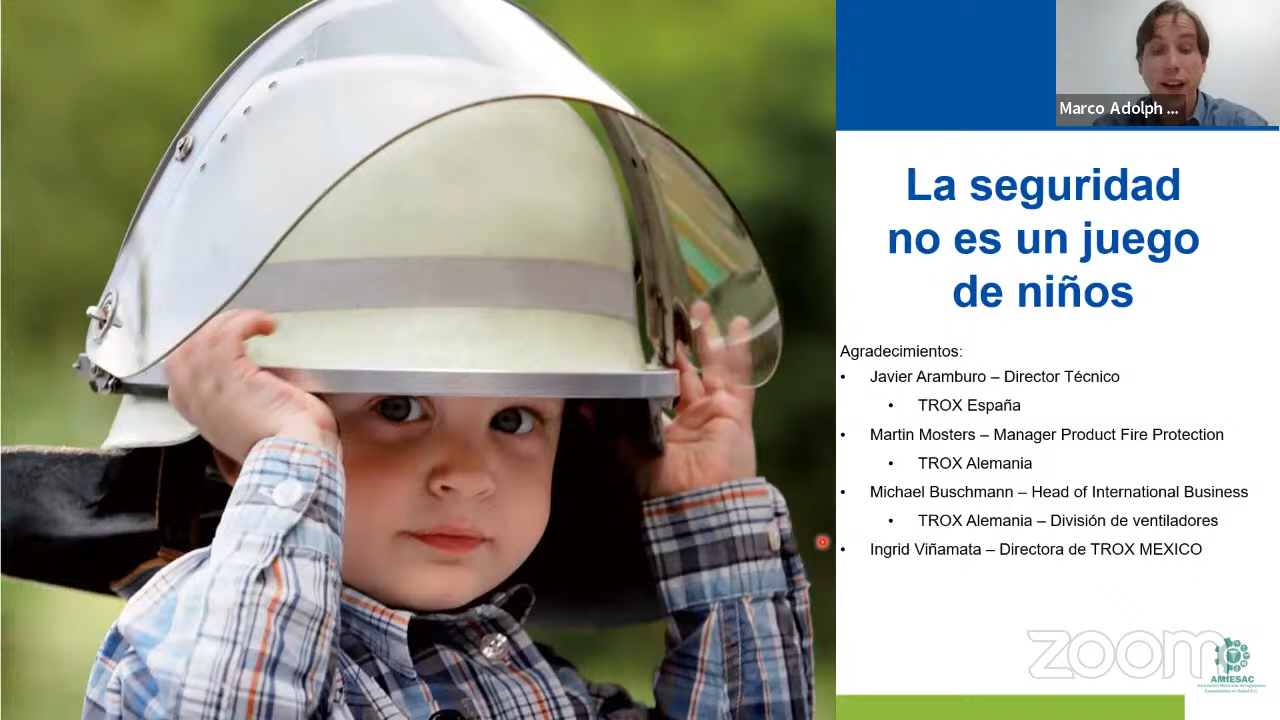 Marco Adolph ...
La seguridad
no es un juego
de niños
Agradecimientos:
• Javier Aramburo – Director Técnico
• TROX España
• Martin Mosters – Manager Product Fire Protection
• TROX Alemania
• Michael Buschmann – Head of International Business
• TROX Alemania – División de ventiladores
• Ingrid Viñamata – Directora de TROX MEXICO
zoom
AMIESAC